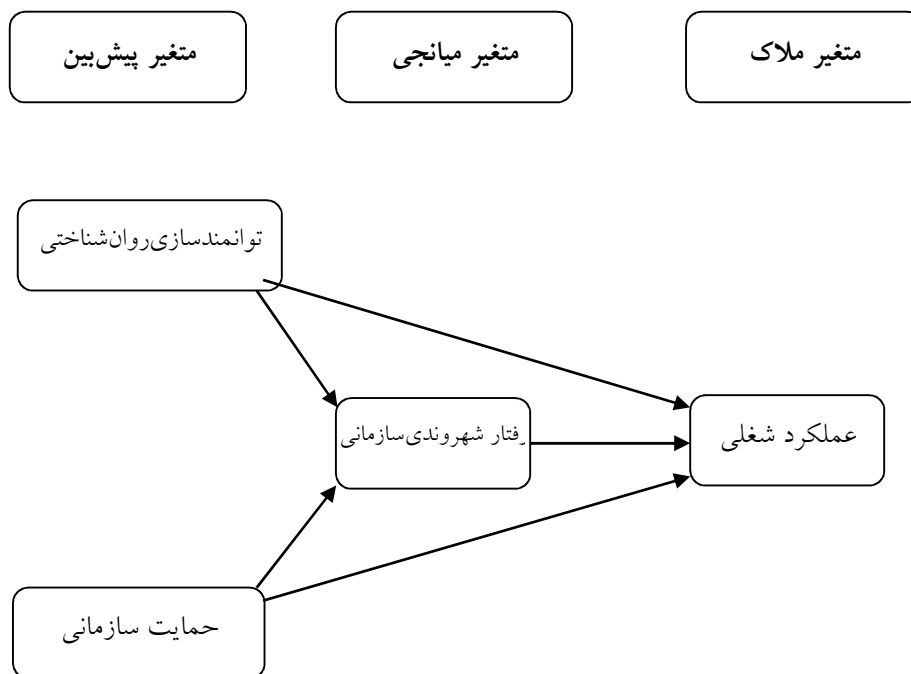 متغیر پیش‌بین
متغیر میانجی
متغیر ملاک
توانمندسازی‌روان‌شناختی
رفتار شهروندی‌سازمانی
عملکرد شغلی
حمایت سازمانی